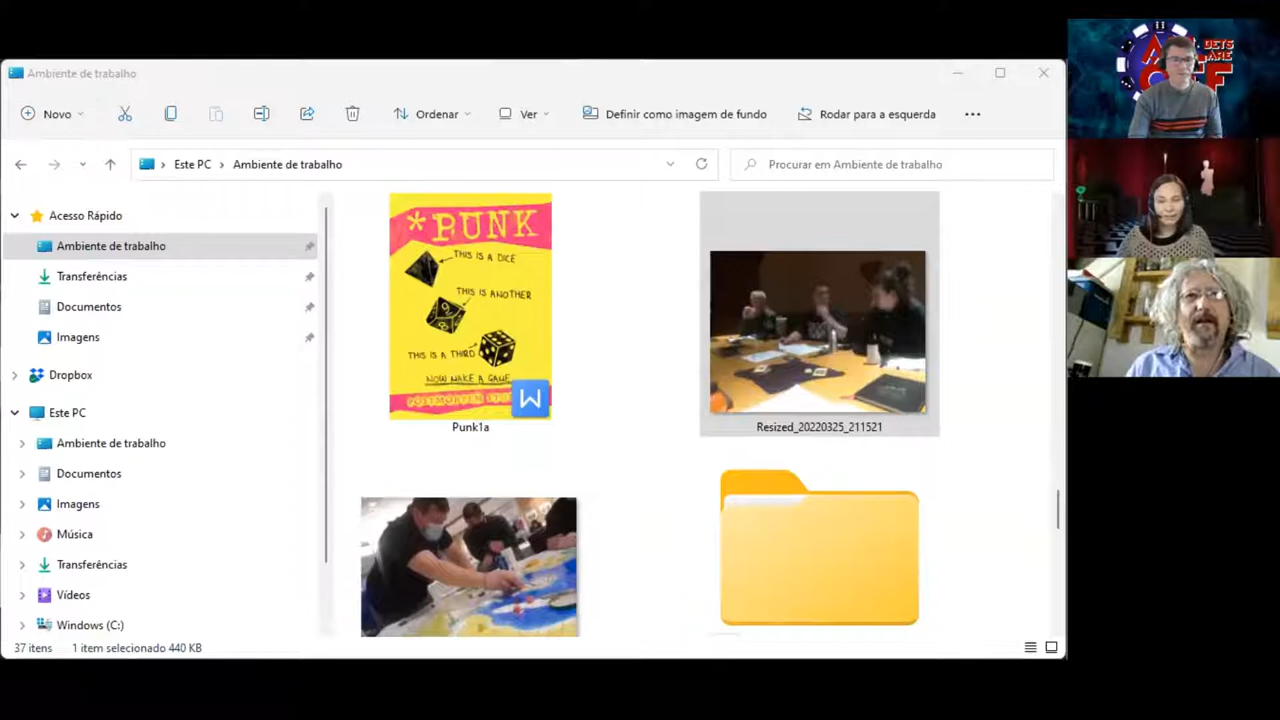 Ambiente de trabalho
Novo
Ordenar
Ver
Definir como imagem de fundo
Rodar para a esquerda
Este PC
Ambiente de trabalho
Procurar em Ambiente de trabalho
Acesso Rápido
Ambiente de trabalho
Transferências
Documentos
Imagens
Dropbox
Este PC
Ambiente de trabalho
Documentos
Imagens
Música
Transferências
Vídeos
Windows (C:)
*PUNK
THIS IS A DICE
THIS IS ANOTHER
THIS IS A THIRD
NOW MAKE A GAME
W
Punk1a
Resized_20220325_211521
37 itens
1 item selecionado 440 KB